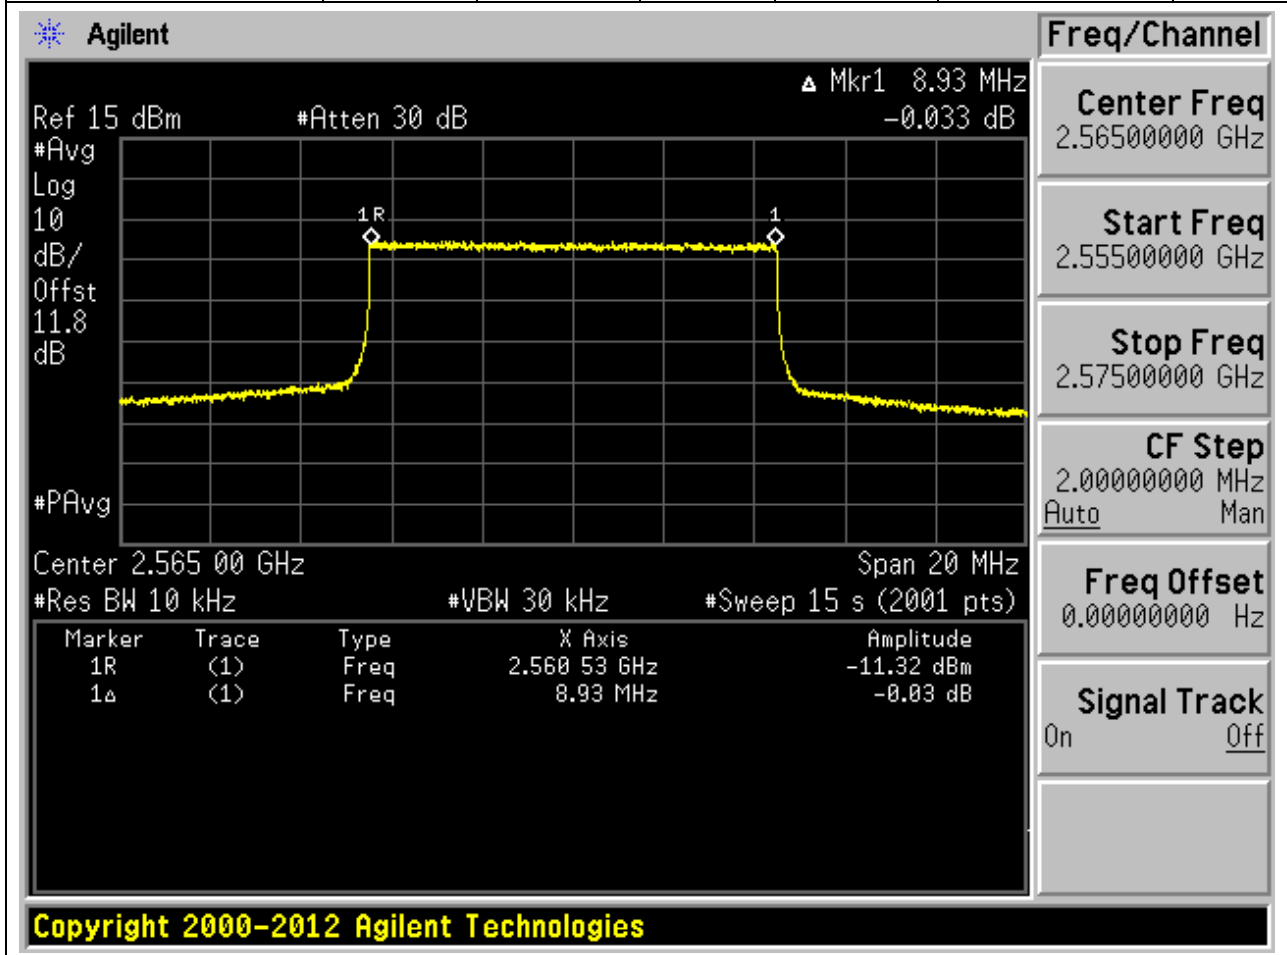 Agilent
Freq/Channel
▵ Mkr1 8.93 MHz
Ref 15 dBm #Atten 30 dB -0.033 dB
#Avg
Log
10
dB/
Offst
11.8
dB
1R
1
#PAvg
Center 2.565 00 GHz Span 20 MHz
#Res BW 10 kHz #VBW 30 kHz #Sweep 15 s (2001 pts)
Marker Trace Type X Axis Amplitude
1R (1) Freq 2.560 53 GHz -11.32 dBm
1▵ (1) Freq 8.93 MHz -0.03 dB
Center Freq
2.56500000 GHz
Start Freq
2.55500000 GHz
Stop Freq
2.57500000 GHz
CF Step
2.00000000 MHz
Auto Man
Freq Offset
0.00000000 Hz
Signal Track
On Off
Copyright 2000-2012 Agilent Technologies